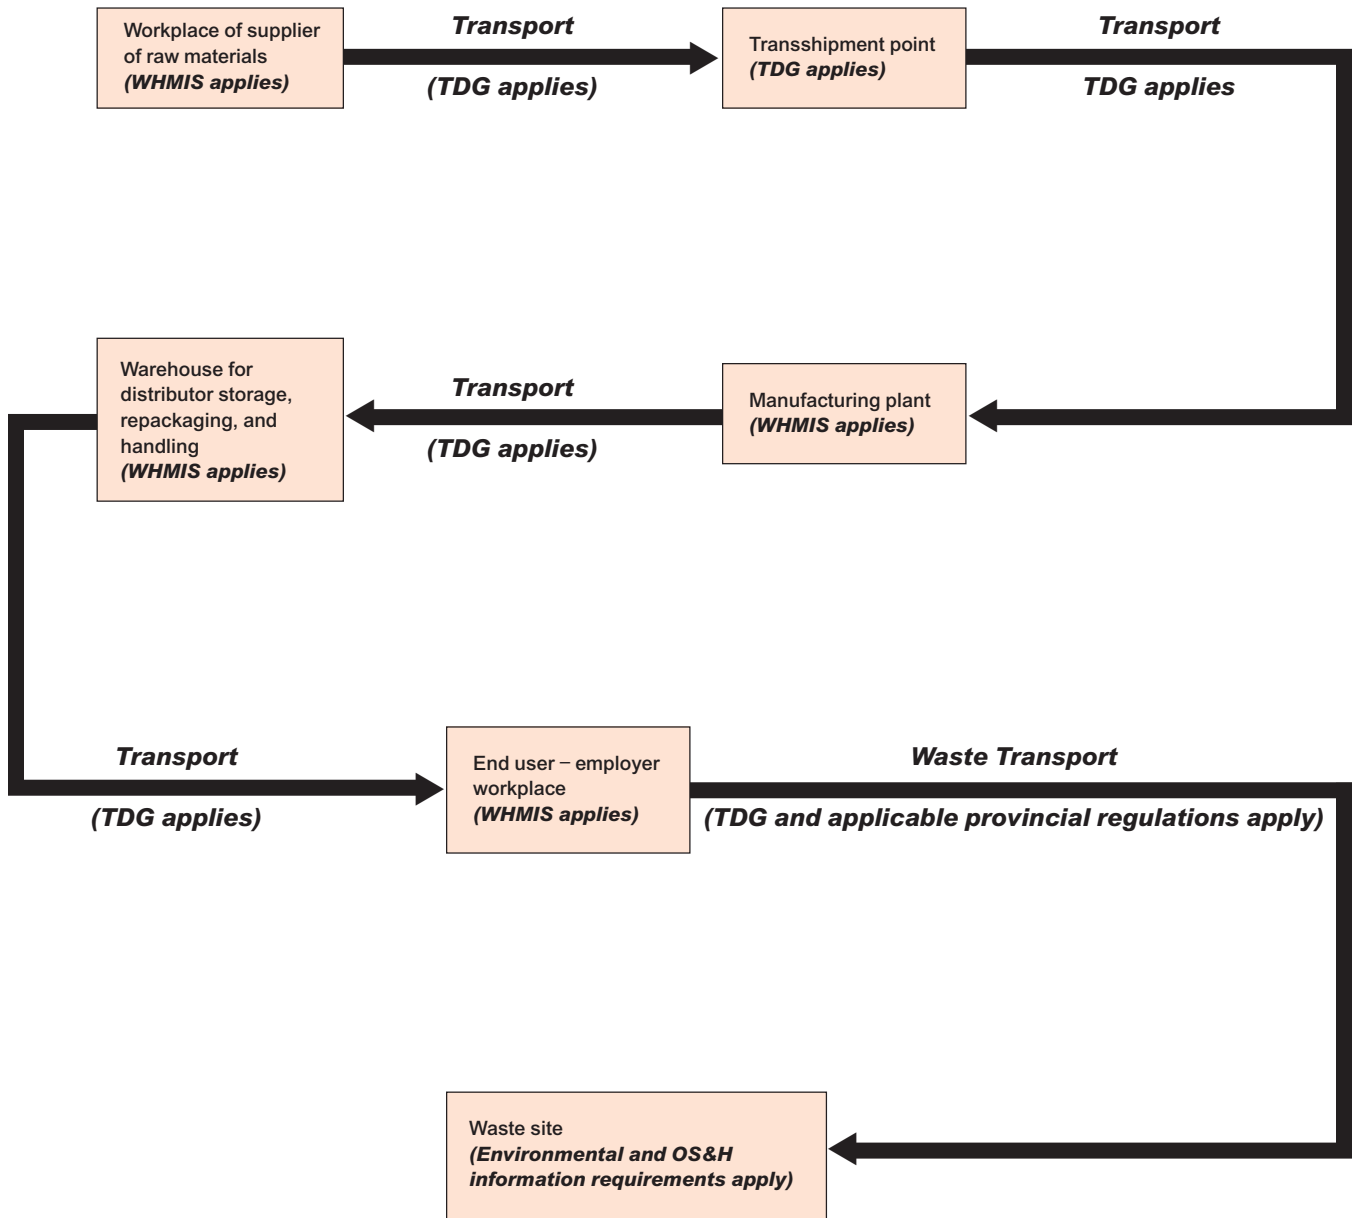 Workplace of supplier
of raw materials
(WHMIS applies)
Transport
(TDG applies)
Transshipment point
(TDG applies)
Transport
TDG applies
Manufacturing plant
(WHMIS applies)
Transport
(TDG applies)
Warehouse for
distributor storage,
repackaging, and
handling
(WHMIS applies)
Transport
(TDG applies)
End user – employer
workplace
(WHMIS applies)
Waste Transport
(TDG and applicable provincial regulations apply)
Waste site
(Environmental and OS&H
information requirements apply)